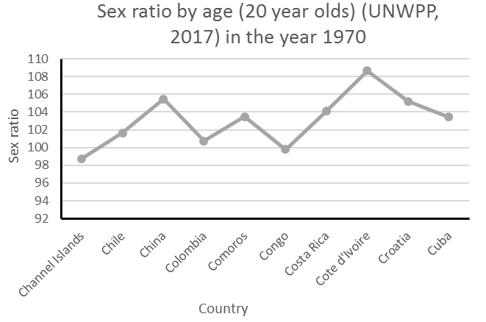 Sex ratio by age (20 year olds) (UNWPP,
2017) in the year 1970
110
108
106
104
102
100
98
96
94
92
Sex ratio
Channel Islands
Chile
China
Colombia
Comoros
Congo
Costa Rica
Cote d'Ivoire
Croatia
Cuba
Country